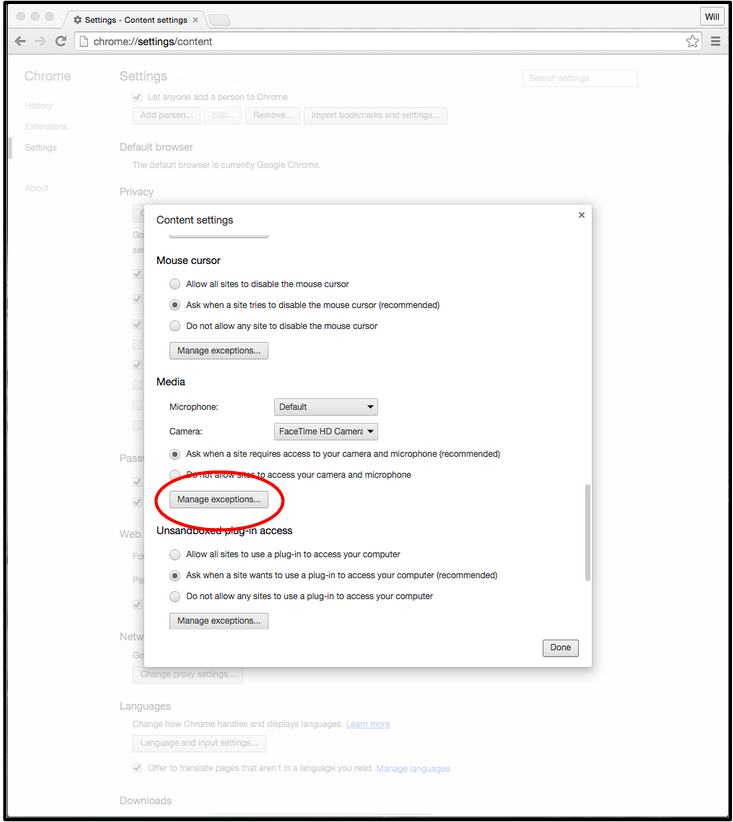 Settings - Content settings ×
Will
chrome://settings/content
Chrome
Settings
Search settings
History
Extensions
Settings
About
Let anyone add a person to Chrome
Add person... Edit... Remove... Import bookmarks and settings...
Default browser
The default browser is currently Google Chrome.
Privacy
Content settings ×
Mouse cursor
Allow all sites to disable the mouse cursor
Ask when a site tries to disable the mouse cursor (recommended)
Do not allow any site to disable the mouse cursor
Manage exceptions...
Media
Microphone: Default
Camera: FaceTime HD Camera
Ask when a site requires access to your camera and microphone (recommended)
Do not allow sites to access your camera and microphone
Manage exceptions...
Unsandboxed plug-in access
Allow all sites to use a plug-in to access your computer
Ask when a site wants to use a plug-in to access your computer (recommended)
Do not allow any sites to use a plug-in to access your computer
Manage exceptions...
Done
Web
Change proxy settings...
Languages
Change how Chrome handles and displays languages. Learn more
Language and input settings...
Offer to translate pages that aren't in a language you read. Manage languages
Downloads